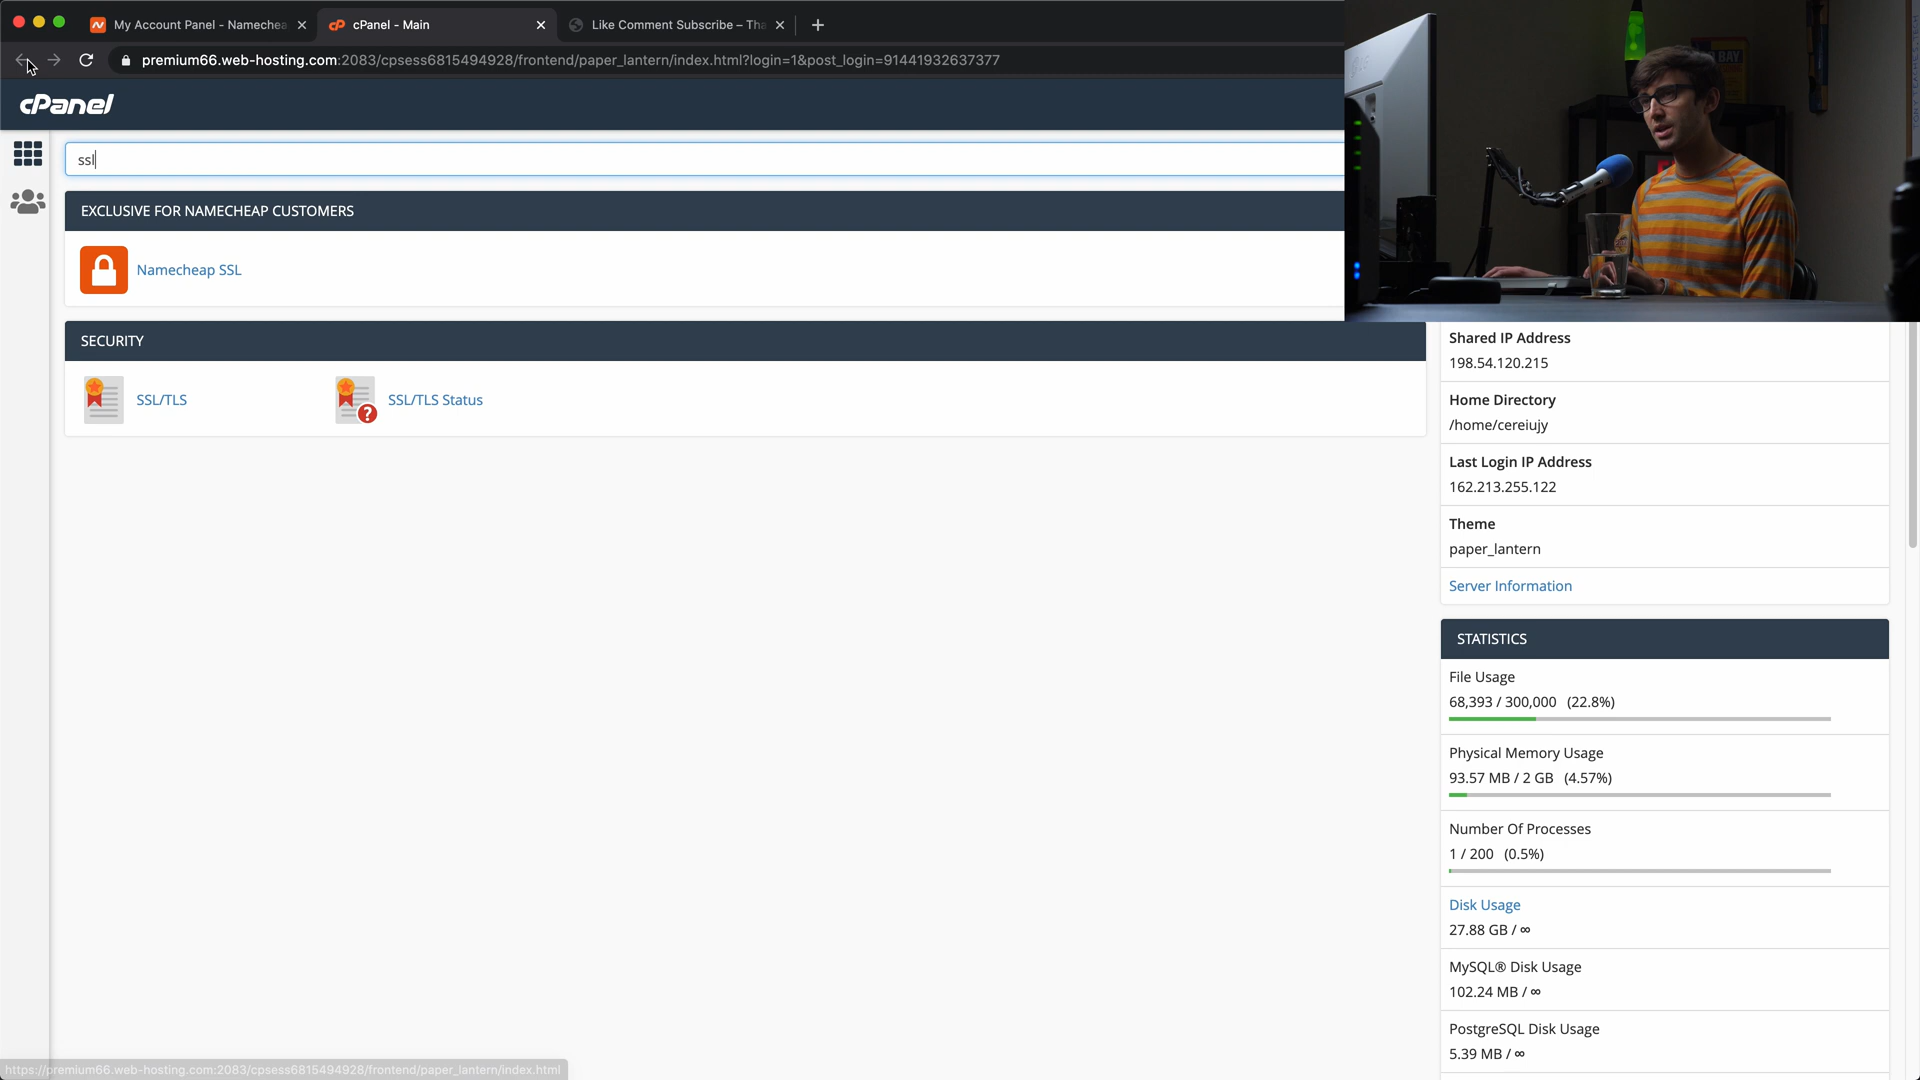 My Account Panel - Namechea
cPanel - Main
Like Comment Subscribe – Tha
premium66.web-hosting.com:2083/cpsess6815494928/frontend/paper_lantern/index.html?login=1&post_login=91441932637377
cPanel
ssl
EXCLUSIVE FOR NAMECHEAP CUSTOMERS
Namecheap SSL
SECURITY
SSL/TLS
SSL/TLS Status
Shared IP Address
198.54.120.215
Home Directory
/home/cereiujy
Last Login IP Address
162.213.255.122
Theme
paper_lantern
Server Information
STATISTICS
File Usage
68,393 / 300,000 (22.8%)
Physical Memory Usage
93.57 MB / 2 GB (4.57%)
Number Of Processes
1 / 200 (0.5%)
Disk Usage
27.88 GB / ∞
MySQL® Disk Usage
102.24 MB / ∞
PostgreSQL Disk Usage
5.39 MB / ∞
https://premium66.web-hosting.com:2083/cpsess6815494928/frontend/paper_lantern/index.html